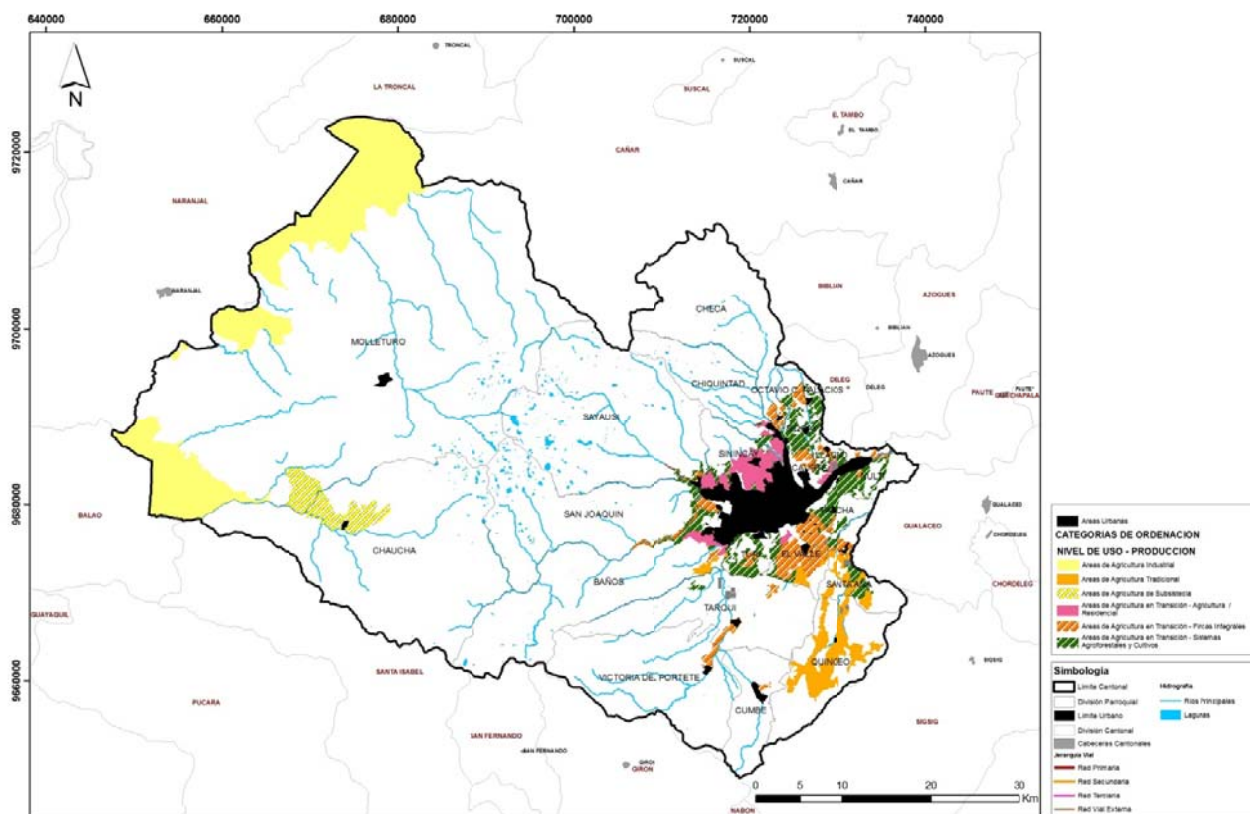 640000 660000 680000 700000 720000 740000
TRONCAL
SUSCAL
LA TRONCAL
SUSCAL
E. TAMBO
EL TAMBO
9720000
CAÑAR
CAÑAR
N
NARANJAL
BIBLIAN
AZOGUES
NARANJAL
CHECA
9700000
BIBLIAN
MOLLETURO
AZOGUES
CHIQUINTAD
DELEG
DELEG
PAUTE
SAYAUSI
9680000
SAN JOAQUIN
BALAO
GUALACEO
GUALACEO
CHAUCHA
CHORDELEG
EL VALLE
BAÑOS
CHORDELEG
GUAYAQUIL
TARQUI
QUINGEO
SIGSIG
9660000
SANTA ISABEL
VICTORIA DEL PORTETE
PUCARA
CUMBE
SIGSIG
SAN FERNANDO
GIRON
NABON
0 5 10 20 30
Km
Areas Urbanas
CATEGORIAS DE ORDENACION
NIVEL DE USO - PRODUCCION
Areas de Agricultura Industrial
Areas de Agricultura Tradicional
Areas de Agricultura de Subsistecia
Areas de Agricultura en Transición - Agricultura / Residencial
Areas de Agricultura en Transición - Fincas Integrales
Areas de Agricultura en Transición - Sistemas Agroforestales y Cultivos
Simbología
Limite Cantonal
División Parroquial
Limite Urbano
División Cantonal
Cabeceras Cantonales
Jerarquia Vial
Red Primaria
Red Secundaria
Red Terciaria
Red Vial Externa
Hidrografia
Rios Principales
Lagunas